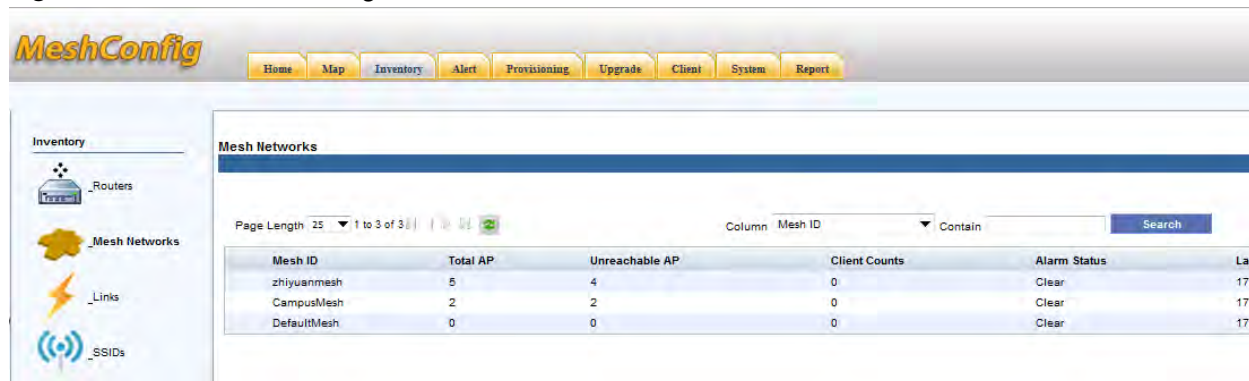 MeshConfig
Home Map Inventory Alert Provisioning Upgrade Client System Report
Inventory
_Routers
_Mesh Networks
_Links
_SSIDs
Mesh Networks
Page Length 25 1 to 3 of 3 Column Mesh ID Contain Search
Mesh ID Total AP Unreachable AP Client Counts Alarm Status La
zhiyuanmesh 5 4 0 Clear 17
CampusMesh 2 2 0 Clear 17
DefaultMesh 0 0 0 Clear 17